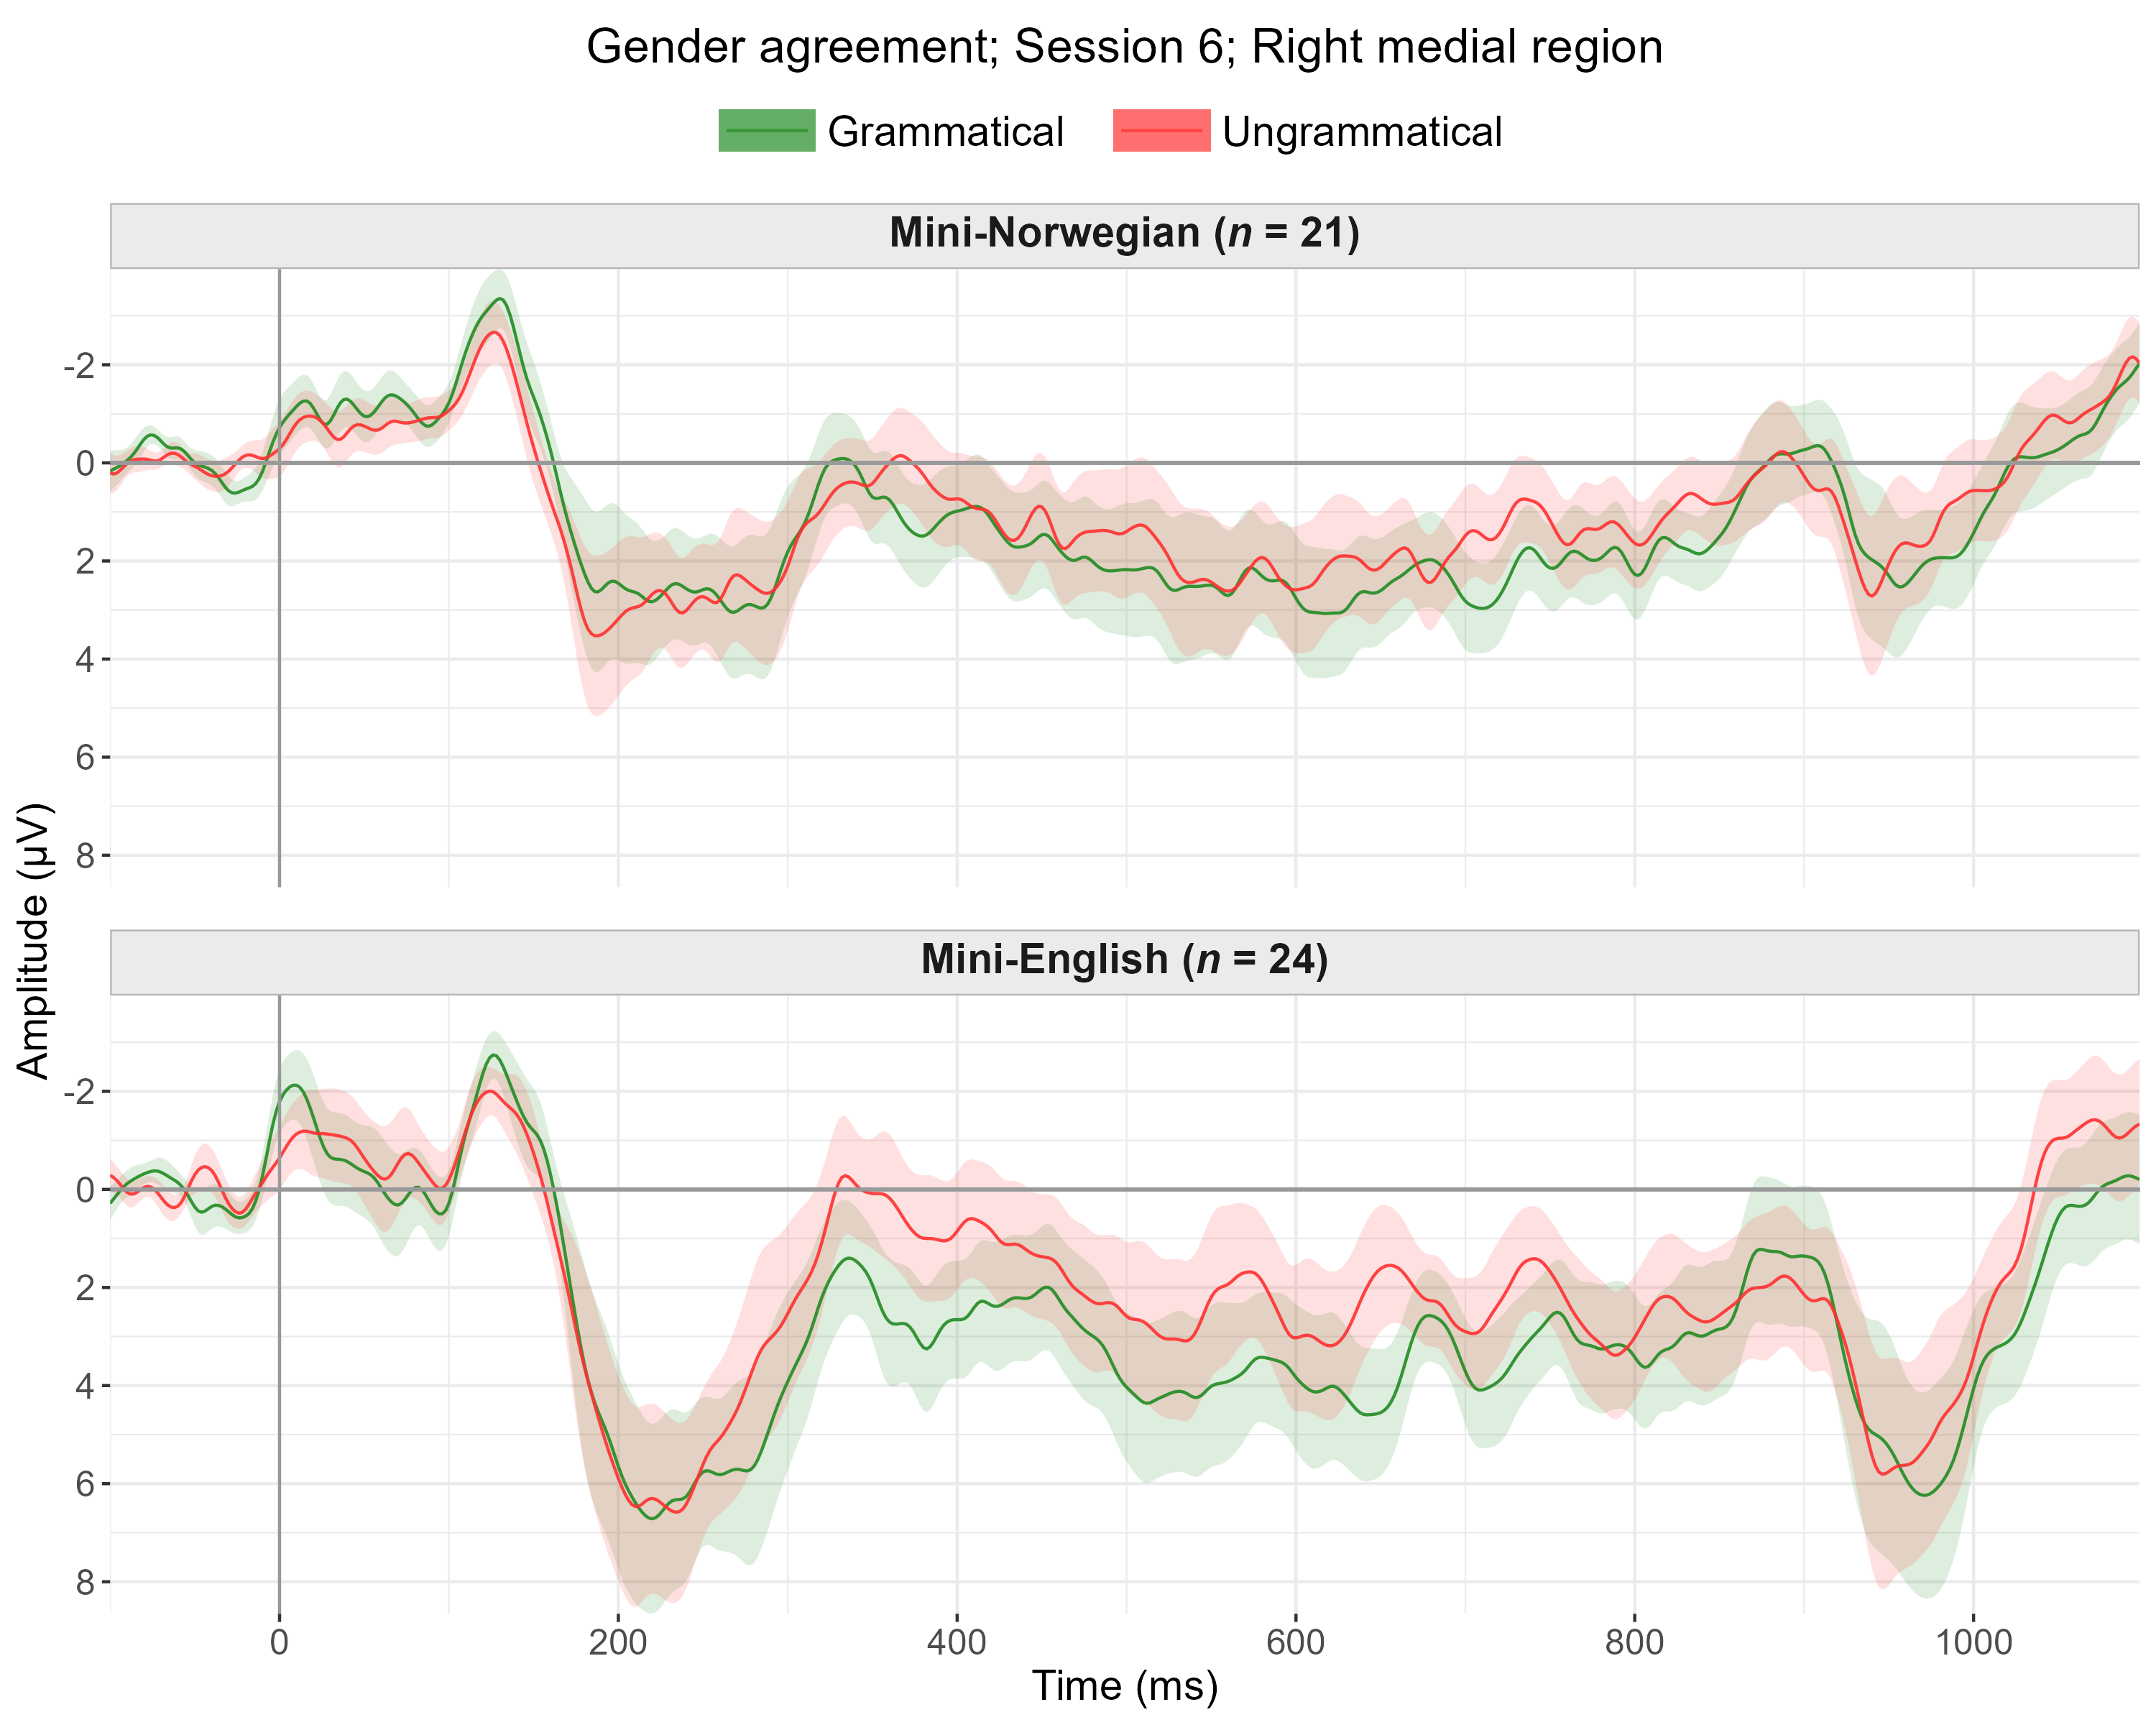 Gender agreement; Session 6; Right medial region
Grammatical Ungrammatical
Mini-Norwegian (n = 21)
-2
0
2
4
6
8
Mini-English (n = 24)
-2
0
2
4
6
8
Amplitude (µV)
0 200 400 600 800 1000
Time (ms)